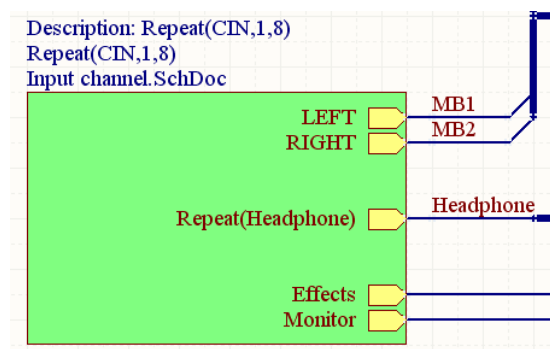 Description: Repeat(CIN,1,8)
Repeat(CIN,1,8)
Input channel.SchDoc
LEFT MB1
RIGHT MB2
Repeat(Headphone) Headphone
Effects
Monitor